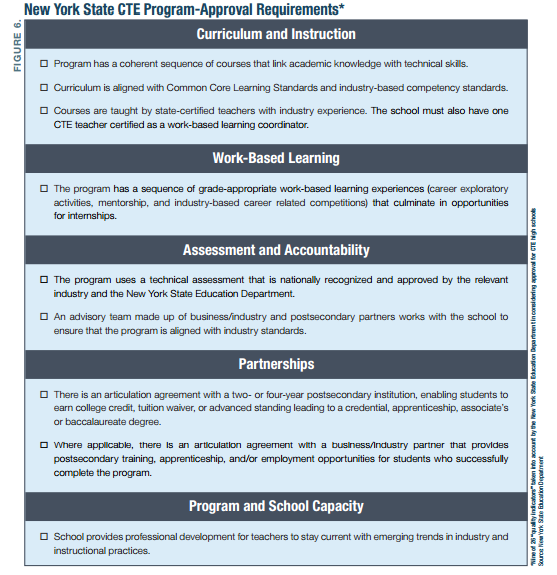 FIGURE 6.
New York State CTE Program-Approval Requirements*
Curriculum and Instruction
☐ Program has a coherent sequence of courses that link academic knowledge with technical skills.
☐ Curriculum is aligned with Common Core Learning Standards and industry-based competency standards.
☐ Courses are taught by state-certified teachers with industry experience. The school must also have one
CTE teacher certified as a work-based learning coordinator.
Work-Based Learning
☐ The program has a sequence of grade-appropriate work-based learning experiences (career exploratory
activities, mentorship, and industry-based career related competitions) that culminate in opportunities
for internships.
Assessment and Accountability
☐ The program uses a technical assessment that is nationally recognized and approved by the relevant
industry and the New York State Education Department.
☐ An advisory team made up of business/industry and postsecondary partners works with the school to
ensure that the program is aligned with industry standards.
Partnerships
☐ There is an articulation agreement with a two- or four-year postsecondary institution, enabling students to
earn college credit, tuition waiver, or advanced standing leading to a credential, apprenticeship, associate's
or baccalaureate degree.
☐ Where applicable, there is an articulation agreement with a business/industry partner that provides
postsecondary training, apprenticeship, and/or employment opportunities for students who successfully
complete the program.
Program and School Capacity
☐ School provides professional development for teachers to stay current with emerging trends in industry and
instructional practices.
*Nine of 28 "quality indicators" taken into account by the New York State Education Department in considering approval for CTE high schools
Source: New York State Education Department